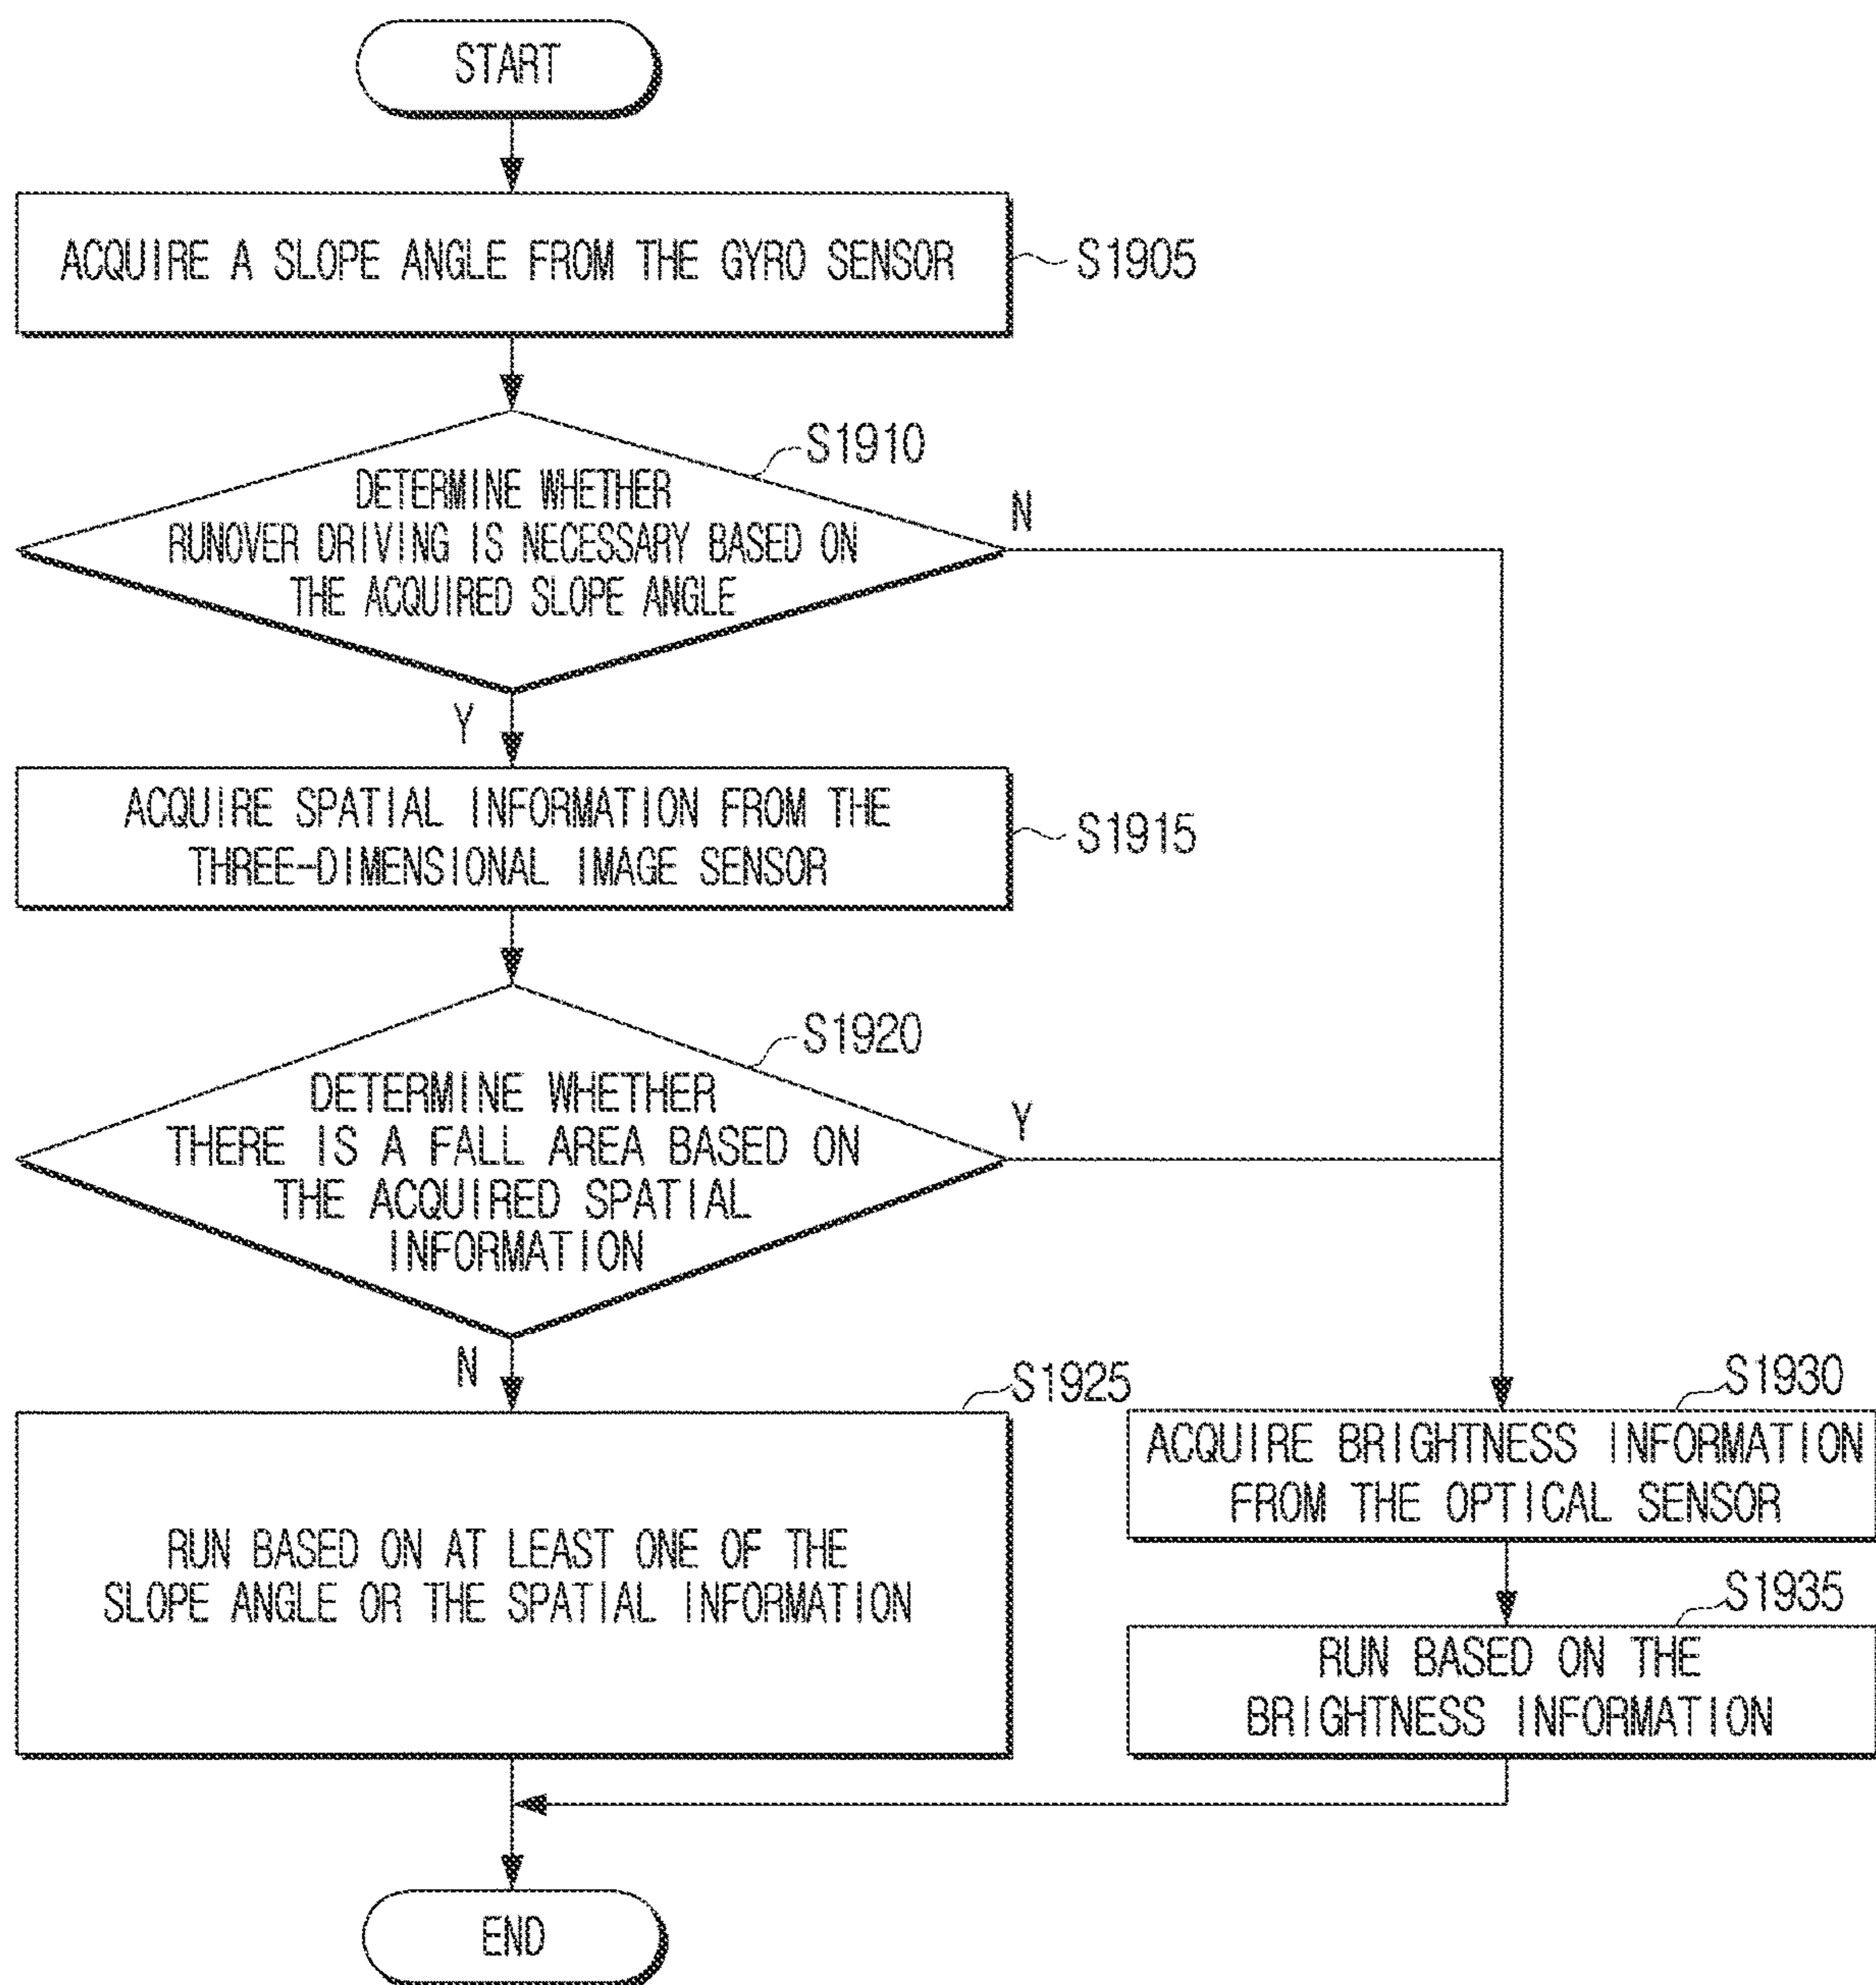 START
ACQUIRE A SLOPE ANGLE FROM THE GYRO SENSOR
S1905
S1910
DETERMINE WHETHER
RUNOVER DRIVING IS NECESSARY BASED ON
THE ACQUIRED SLOPE ANGLE
N
Y
ACQUIRE SPATIAL INFORMATION FROM THE
THREE-DIMENSIONAL IMAGE SENSOR
S1915
S1920
DETERMINE WHETHER
THERE IS A FALL AREA BASED ON
THE ACQUIRED SPATIAL
INFORMATION
Y
N
S1925
RUN BASED ON AT LEAST ONE OF THE
SLOPE ANGLE OR THE SPATIAL INFORMATION
S1930
ACQUIRE BRIGHTNESS INFORMATION
FROM THE OPTICAL SENSOR
S1935
RUN BASED ON THE
BRIGHTNESS INFORMATION
END